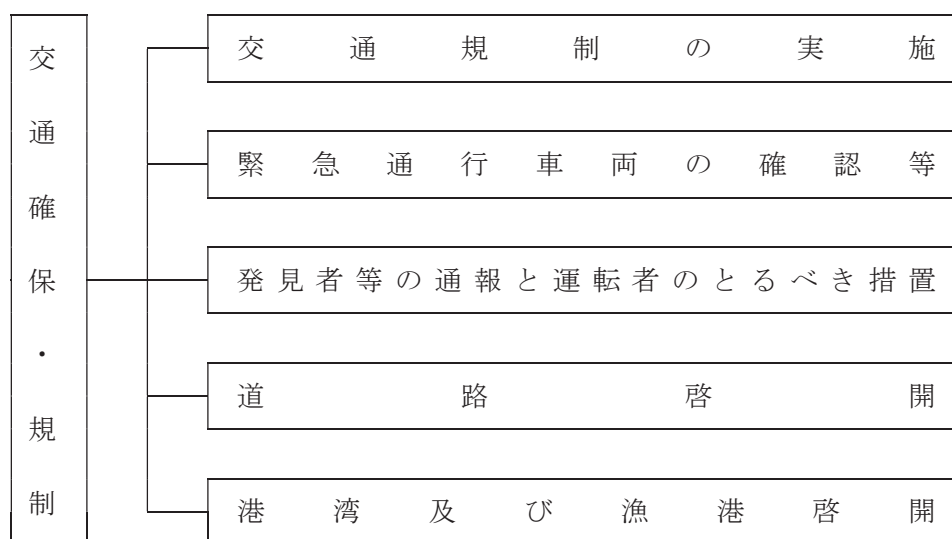 交通確保・規制
交通規制の実施
緊急通行車両の確認等
発見者等の通報と運転者のとるべき措置
道路啓開
港湾及び漁港啓開